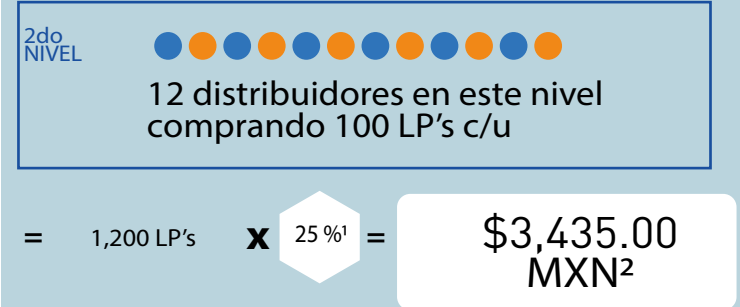 2do
NIVEL
12 distribuidores en este nivel
comprando 100 LP’s c/u
= 1,200 LP’s x 25 %¹ = $3,435.00
MXN²